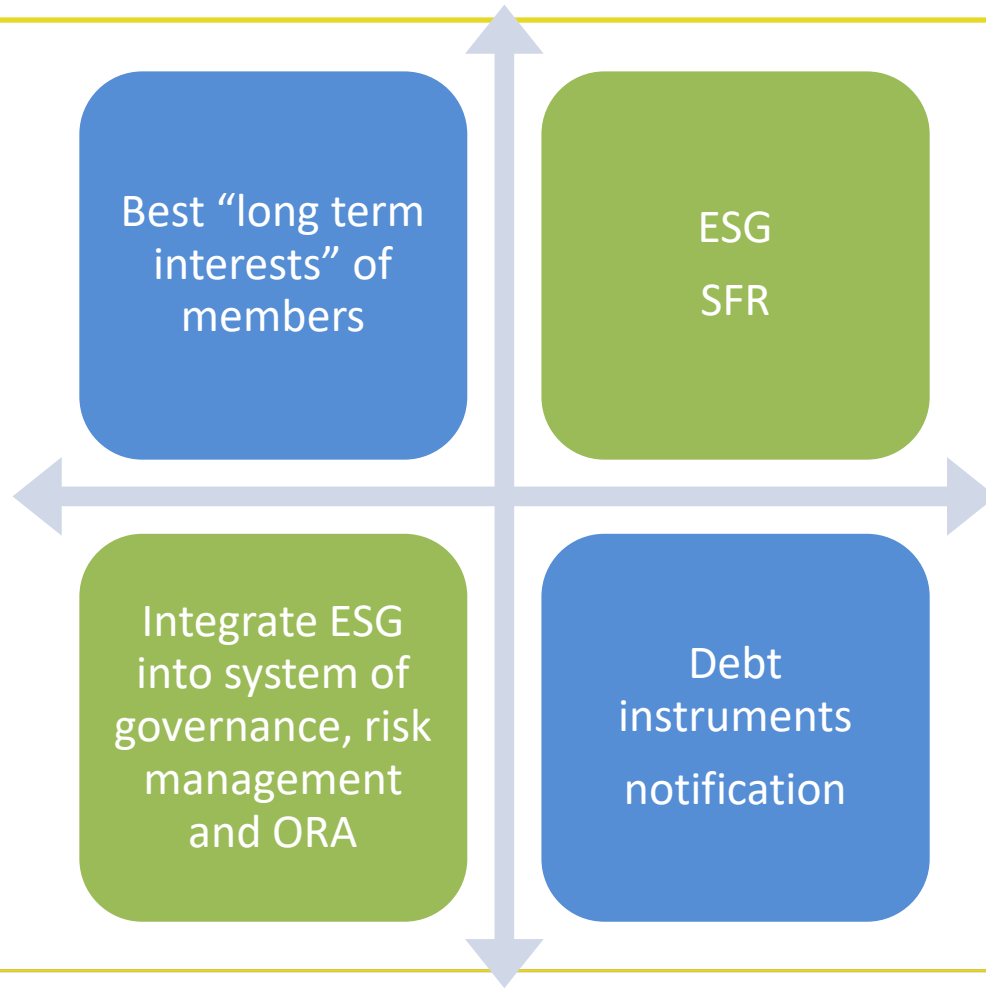 Best “long term
interests” of
members
ESG
SFR
Integrate ESG
into system of
governance, risk
management
and ORA
Debt
instruments
notification